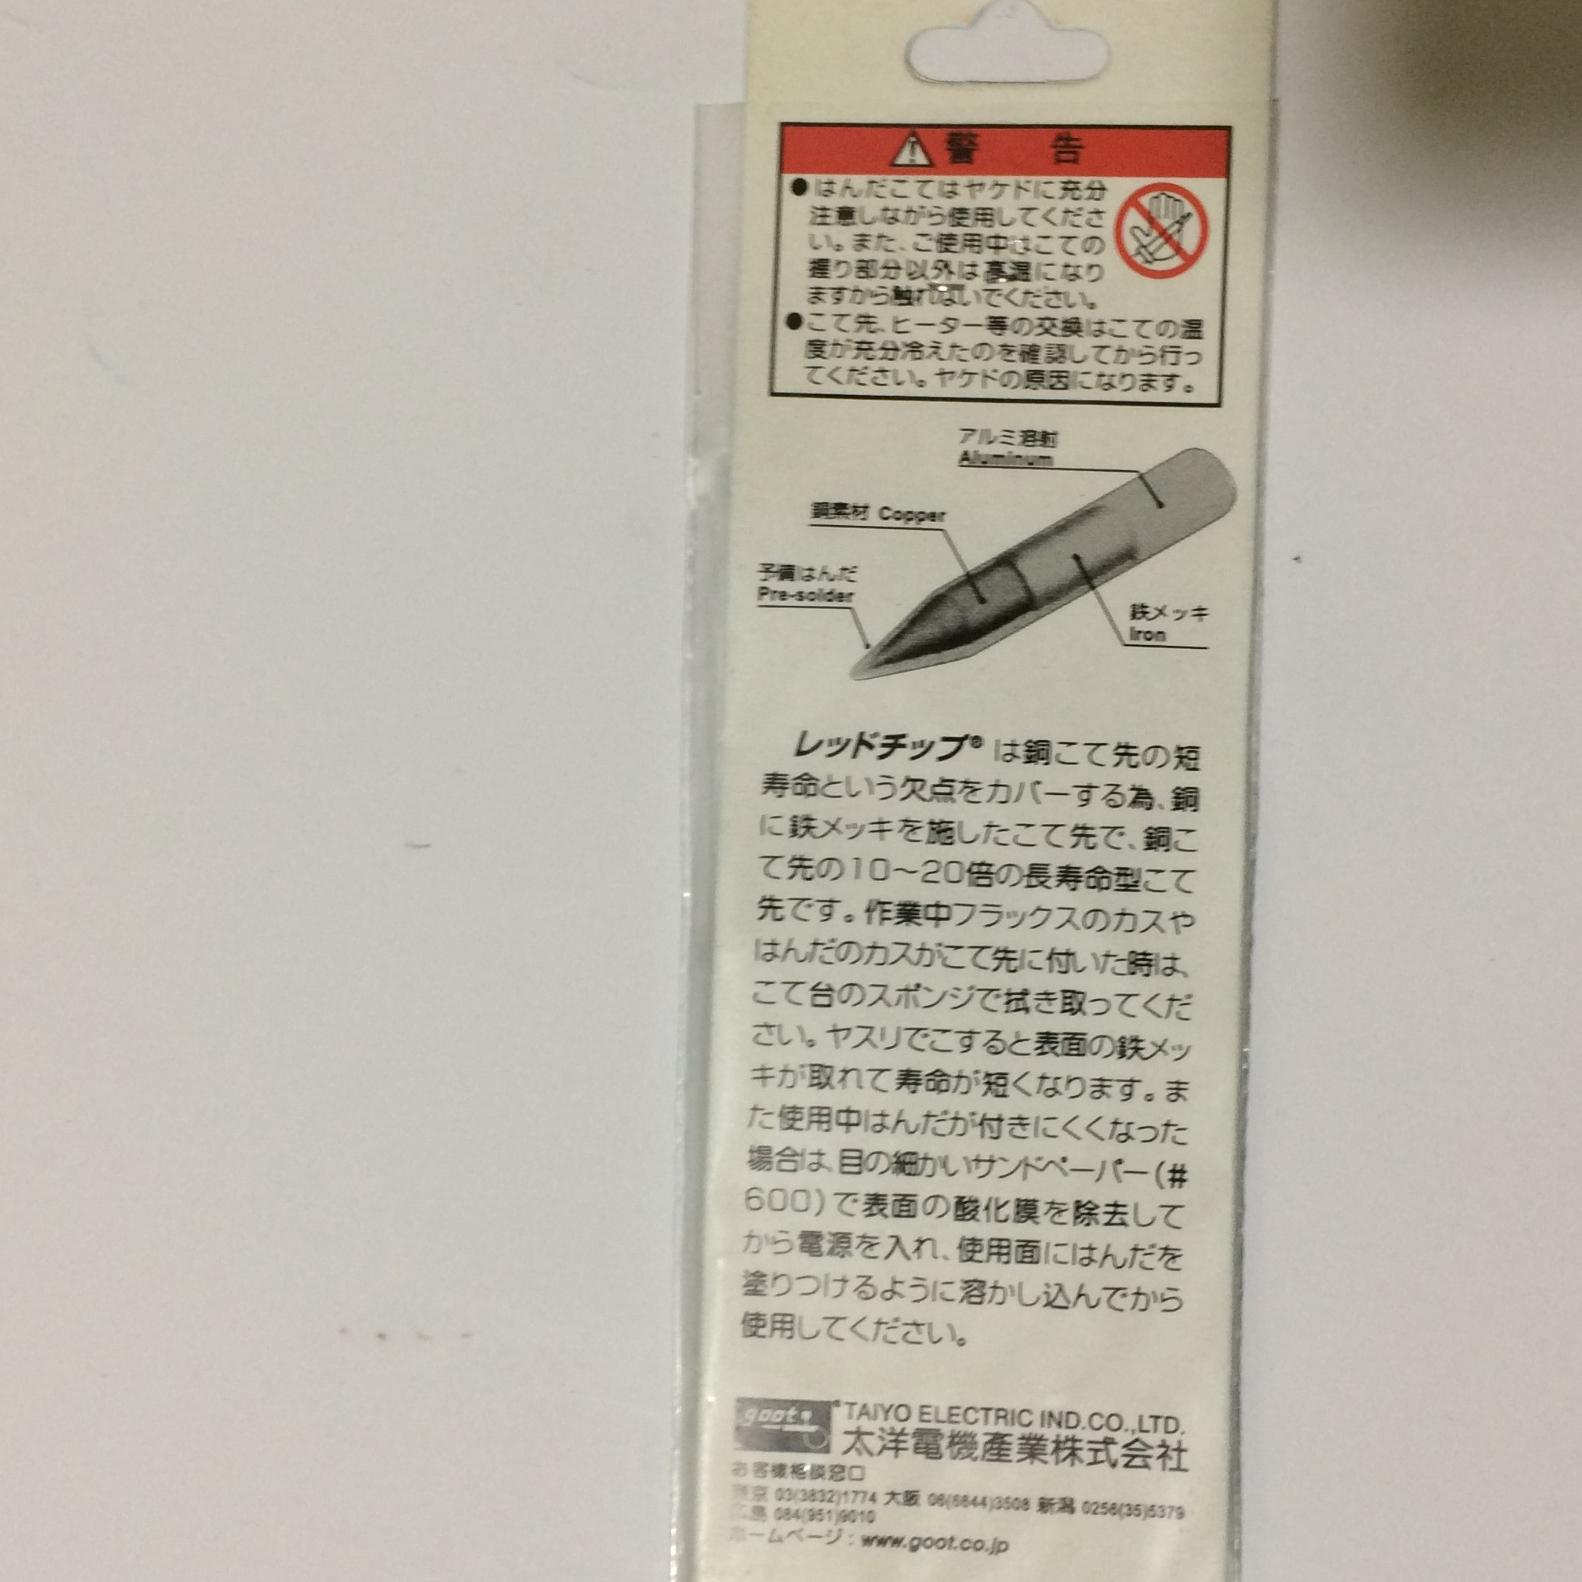 警 告
●はんだこてはヤケドに充分
注意しながら使用してくださ
い。また、ご使用中はこての
握り部分以外は高温になり
ますから触れないでください。
●こて先、ヒーター等の交換はこての温
度が充分冷えたのを確認してから行っ
てください。ヤケドの原因になります。
アルミ溶射
Aluminum
銅素材 Copper
予備はんだ
Pre-solder
鉄メッキ
Iron
レッドチップ® は銅こて先の短
寿命という欠点をカバーする為、銅
に鉄メッキを施したこて先で、銅こ
て先の10〜20倍の長寿命型こて
先です。作業中フラックスのカスや
はんだのカスがこて先に付いた時は、
こて台のスポンジで拭き取ってくだ
さい。ヤスリでこすると表面の鉄メッ
キが取れて寿命が短くなります。ま
た使用中はんだが付きにくくなった
場合は、目の細かいサンドペーパー(#
600)で表面の酸化膜を除去して
から電源を入れ、使用面にはんだを
塗りつけるように溶かし込んでから
使用してください。
goot ® TAIYO ELECTRIC IND.CO.,LTD.
太洋電機産業株式会社
お客様相談窓口
東京 03(3832)1774 大阪 06(6644)3508 新潟 0256(35)5379
広島 084(951)9010
ホームページ：www.goot.co.jp